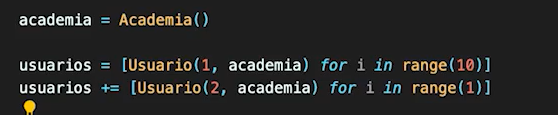 academia = Academia()
usuarios = [Usuario(1, academia) for i in range(10)]
usuarios += [Usuario(2, academia) for i in range(1)]